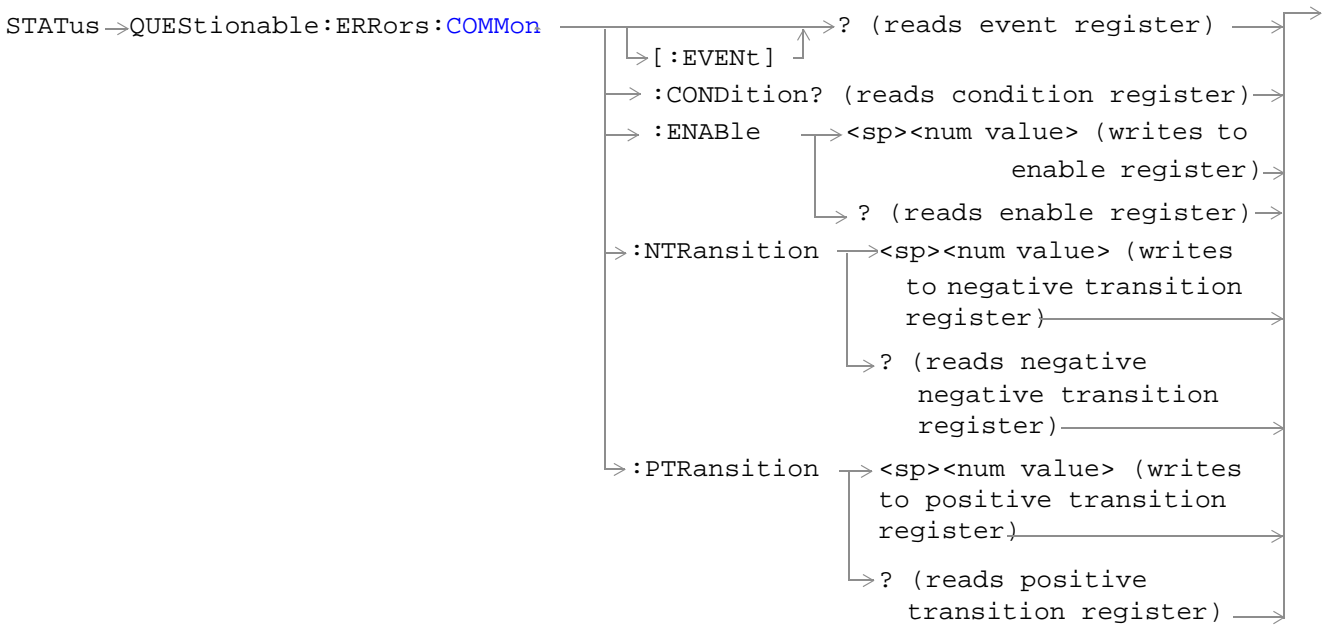 STATus QUEStionable:ERRors:COMMon ? (reads event register)
[:EVENt]
:CONDition? (reads condition register)
:ENABle <sp><num value> (writes to
enable register)
? (reads enable register)
:NTRansition <sp><num value> (writes
to negative transition
register)
? (reads negative
negative transition
register)
:PTRansition <sp><num value> (writes
to positive transition
register)
? (reads positive
transition register)